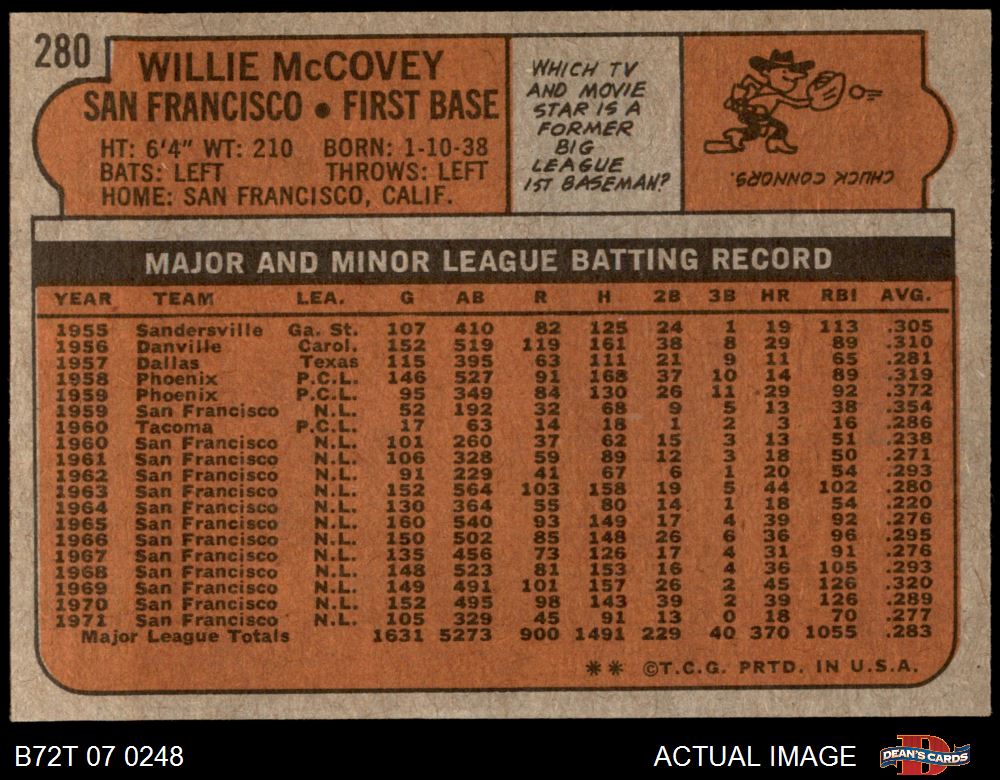 280
WILLIE McCOVEY
SAN FRANCISCO • FIRST BASE
HT: 6'4" WT: 210 BORN: 1-10-38
BATS: LEFT THROWS: LEFT
HOME: SAN FRANCISCO, CALIF.
WHICH TV
AND MOVIE
STAR IS A
FORMER
BIG
LEAGUE
1ST BASEMAN?
CHUCK CONNORS.
MAJOR AND MINOR LEAGUE BATTING RECORD
YEAR TEAM LEA. G AB R H 2B 3B HR RBI AVG.
1955 Sandersville Ga. St. 107 410 82 125 24 1 19 113 .305
1956 Danville Carol. 152 519 119 161 38 8 29 89 .310
1957 Dallas Texas 115 395 63 111 21 9 11 65 .281
1958 Phoenix P.C.L. 146 527 91 168 37 10 14 89 .319
1959 Phoenix P.C.L. 95 349 84 130 26 11 29 92 .372
1959 San Francisco N.L. 52 192 32 68 9 5 13 38 .354
1960 Tacoma P.C.L. 17 63 14 18 1 2 3 16 .286
1960 San Francisco N.L. 101 260 37 62 15 3 13 51 .238
1961 San Francisco N.L. 106 328 59 89 12 3 18 50 .271
1962 San Francisco N.L. 91 229 41 67 6 1 20 54 .293
1963 San Francisco N.L. 152 564 103 158 19 5 44 102 .280
1964 San Francisco N.L. 130 364 55 80 14 1 18 54 .220
1965 San Francisco N.L. 160 540 93 149 17 4 39 92 .276
1966 San Francisco N.L. 150 502 85 148 26 6 36 96 .295
1967 San Francisco N.L. 135 456 73 126 17 4 31 91 .276
1968 San Francisco N.L. 148 523 81 153 16 4 36 105 .293
1969 San Francisco N.L. 149 491 101 157 26 2 45 126 .320
1970 San Francisco N.L. 152 495 98 143 39 2 39 126 .289
1971 San Francisco N.L. 105 329 45 91 13 0 18 70 .277
Major League Totals 1631 5273 900 1491 229 40 370 1055 .283
** ©T.C.G. PRTD. IN U.S.A.
B72T 07 0248 ACTUAL IMAGE DEAN'S CARDS